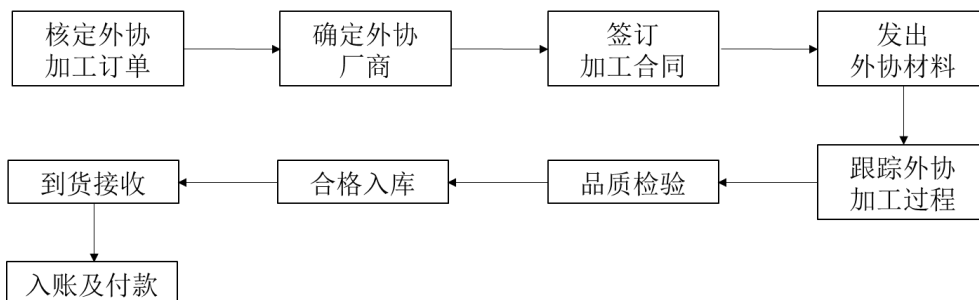 核定外协
加工订单
确定外协
厂商
签订
加工合同
发出
外协材料
跟踪外协
加工过程
品质检验
合格入库
到货接收
入账及付款